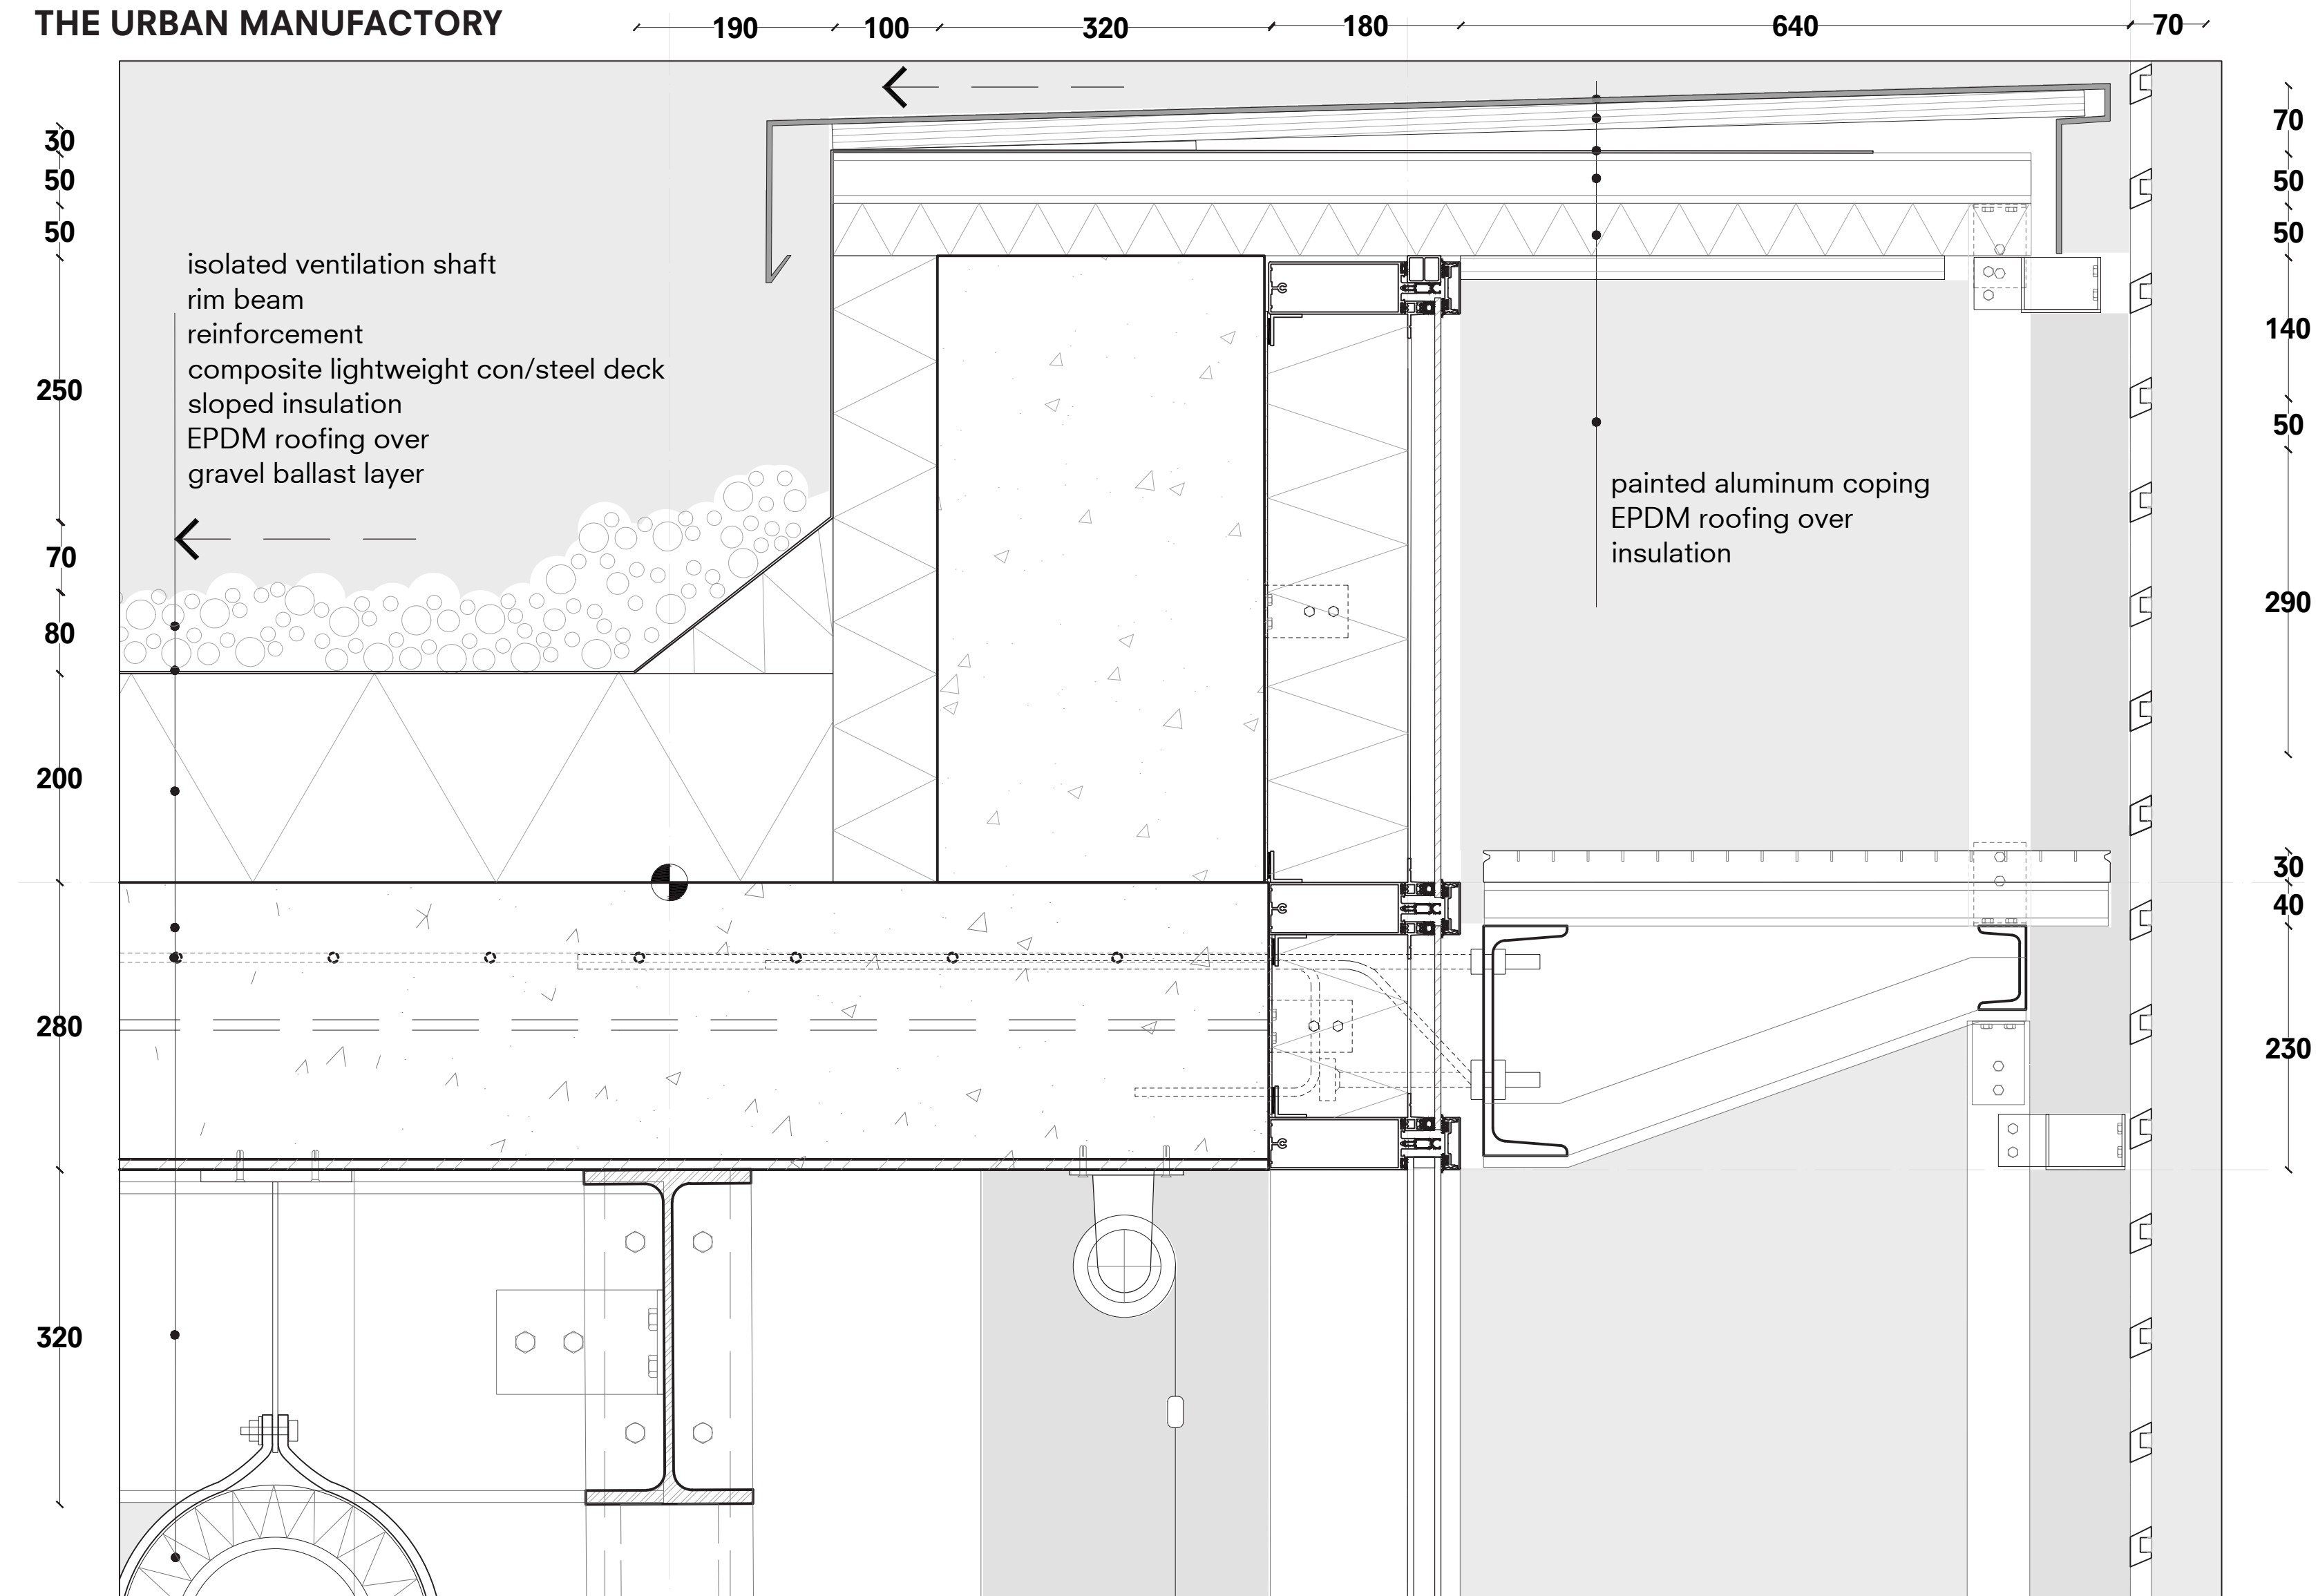 THE URBAN MANUFACTORY
190 100 320 180 640 70
30
50
50
250
70
80
200
280
320
isolated ventilation shaft
rim beam
reinforcement
composite lightweight con/steel deck
sloped insulation
EPDM roofing over
gravel ballast layer
painted aluminum coping
EPDM roofing over
insulation
70
50
50
140
50
290
30
40
230